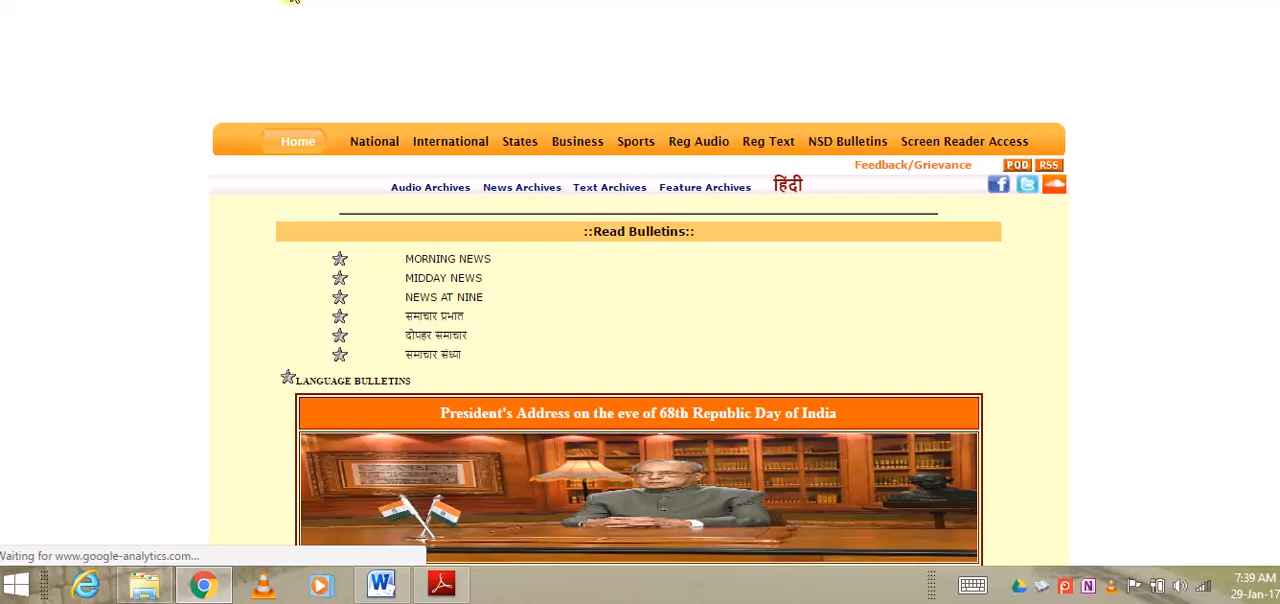 Home National International States Business Sports Reg Audio Reg Text NSD Bulletins Screen Reader Access
Feedback/Grievance POD RSS
Audio Archives News Archives Text Archives Feature Archives हिंदी
::Read Bulletins::
MORNING NEWS
MIDDAY NEWS
NEWS AT NINE
समाचार प्रभात
दोपहर समाचार
समाचार संध्या
LANGUAGE BULLETINS
President's Address on the eve of 68th Republic Day of India
Waiting for www.google-analytics.com...
7:39 AM
29-Jan-17